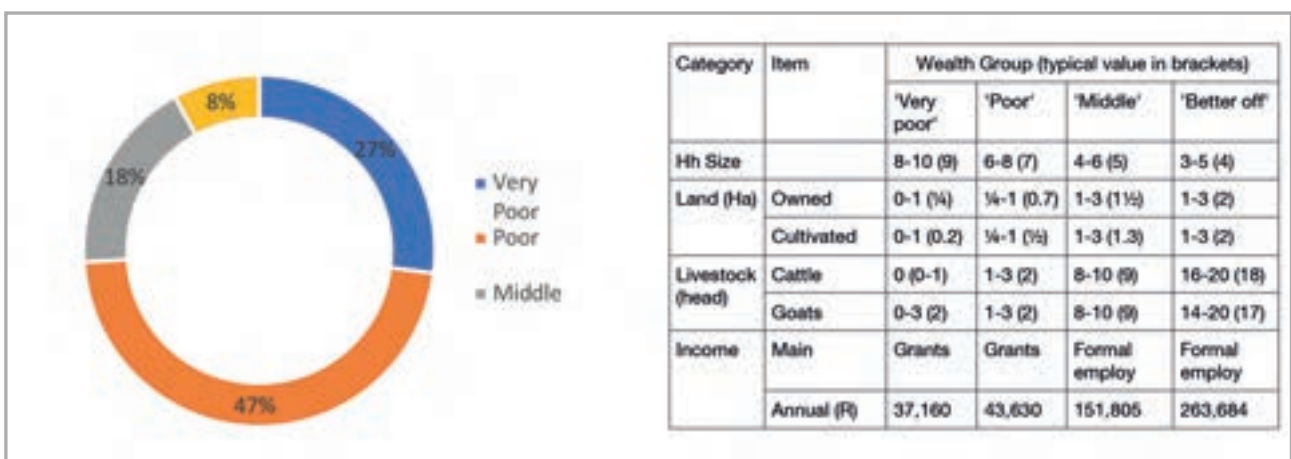 8%
27%
18%
47%
Very
Poor
Poor
Middle
Category Item Wealth Group (typical value in brackets)
'Very poor' 'Poor' 'Middle' 'Better off'
Hh Size 8-10 (9) 6-8 (7) 4-6 (5) 3-5 (4)
Land (Ha) Owned 0-1 (¼) ¼-1 (0.7) 1-3 (1½) 1-3 (2)
Cultivated 0-1 (0.2) ¼-1 (½) 1-3 (1.3) 1-3 (2)
Livestock (head) Cattle 0 (0-1) 1-3 (2) 8-10 (9) 16-20 (18)
Goats 0-3 (2) 1-3 (2) 8-10 (9) 14-20 (17)
Income Main Grants Grants Formal employ Formal employ
Annual (R) 37,160 43,630 151,805 263,684